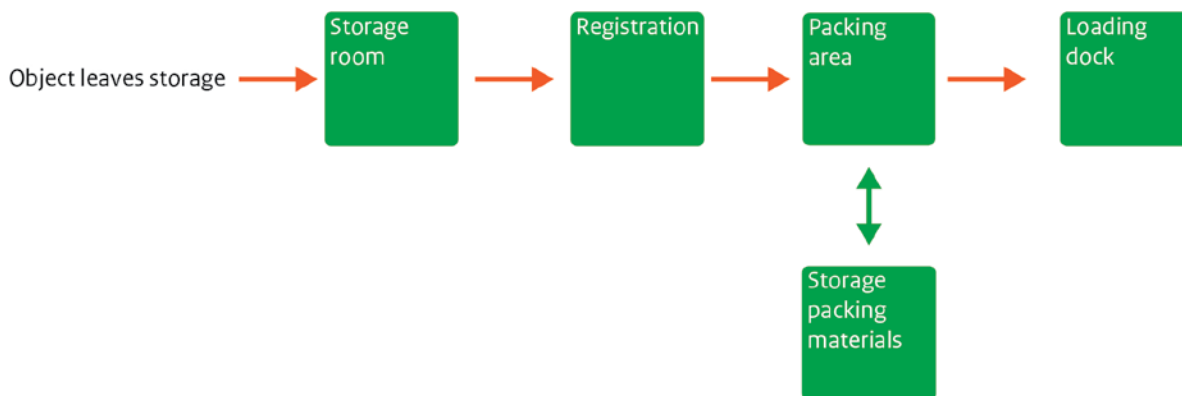 Object leaves storage
Storage
room
Registration
Packing
area
Loading
dock
Storage
packing
materials